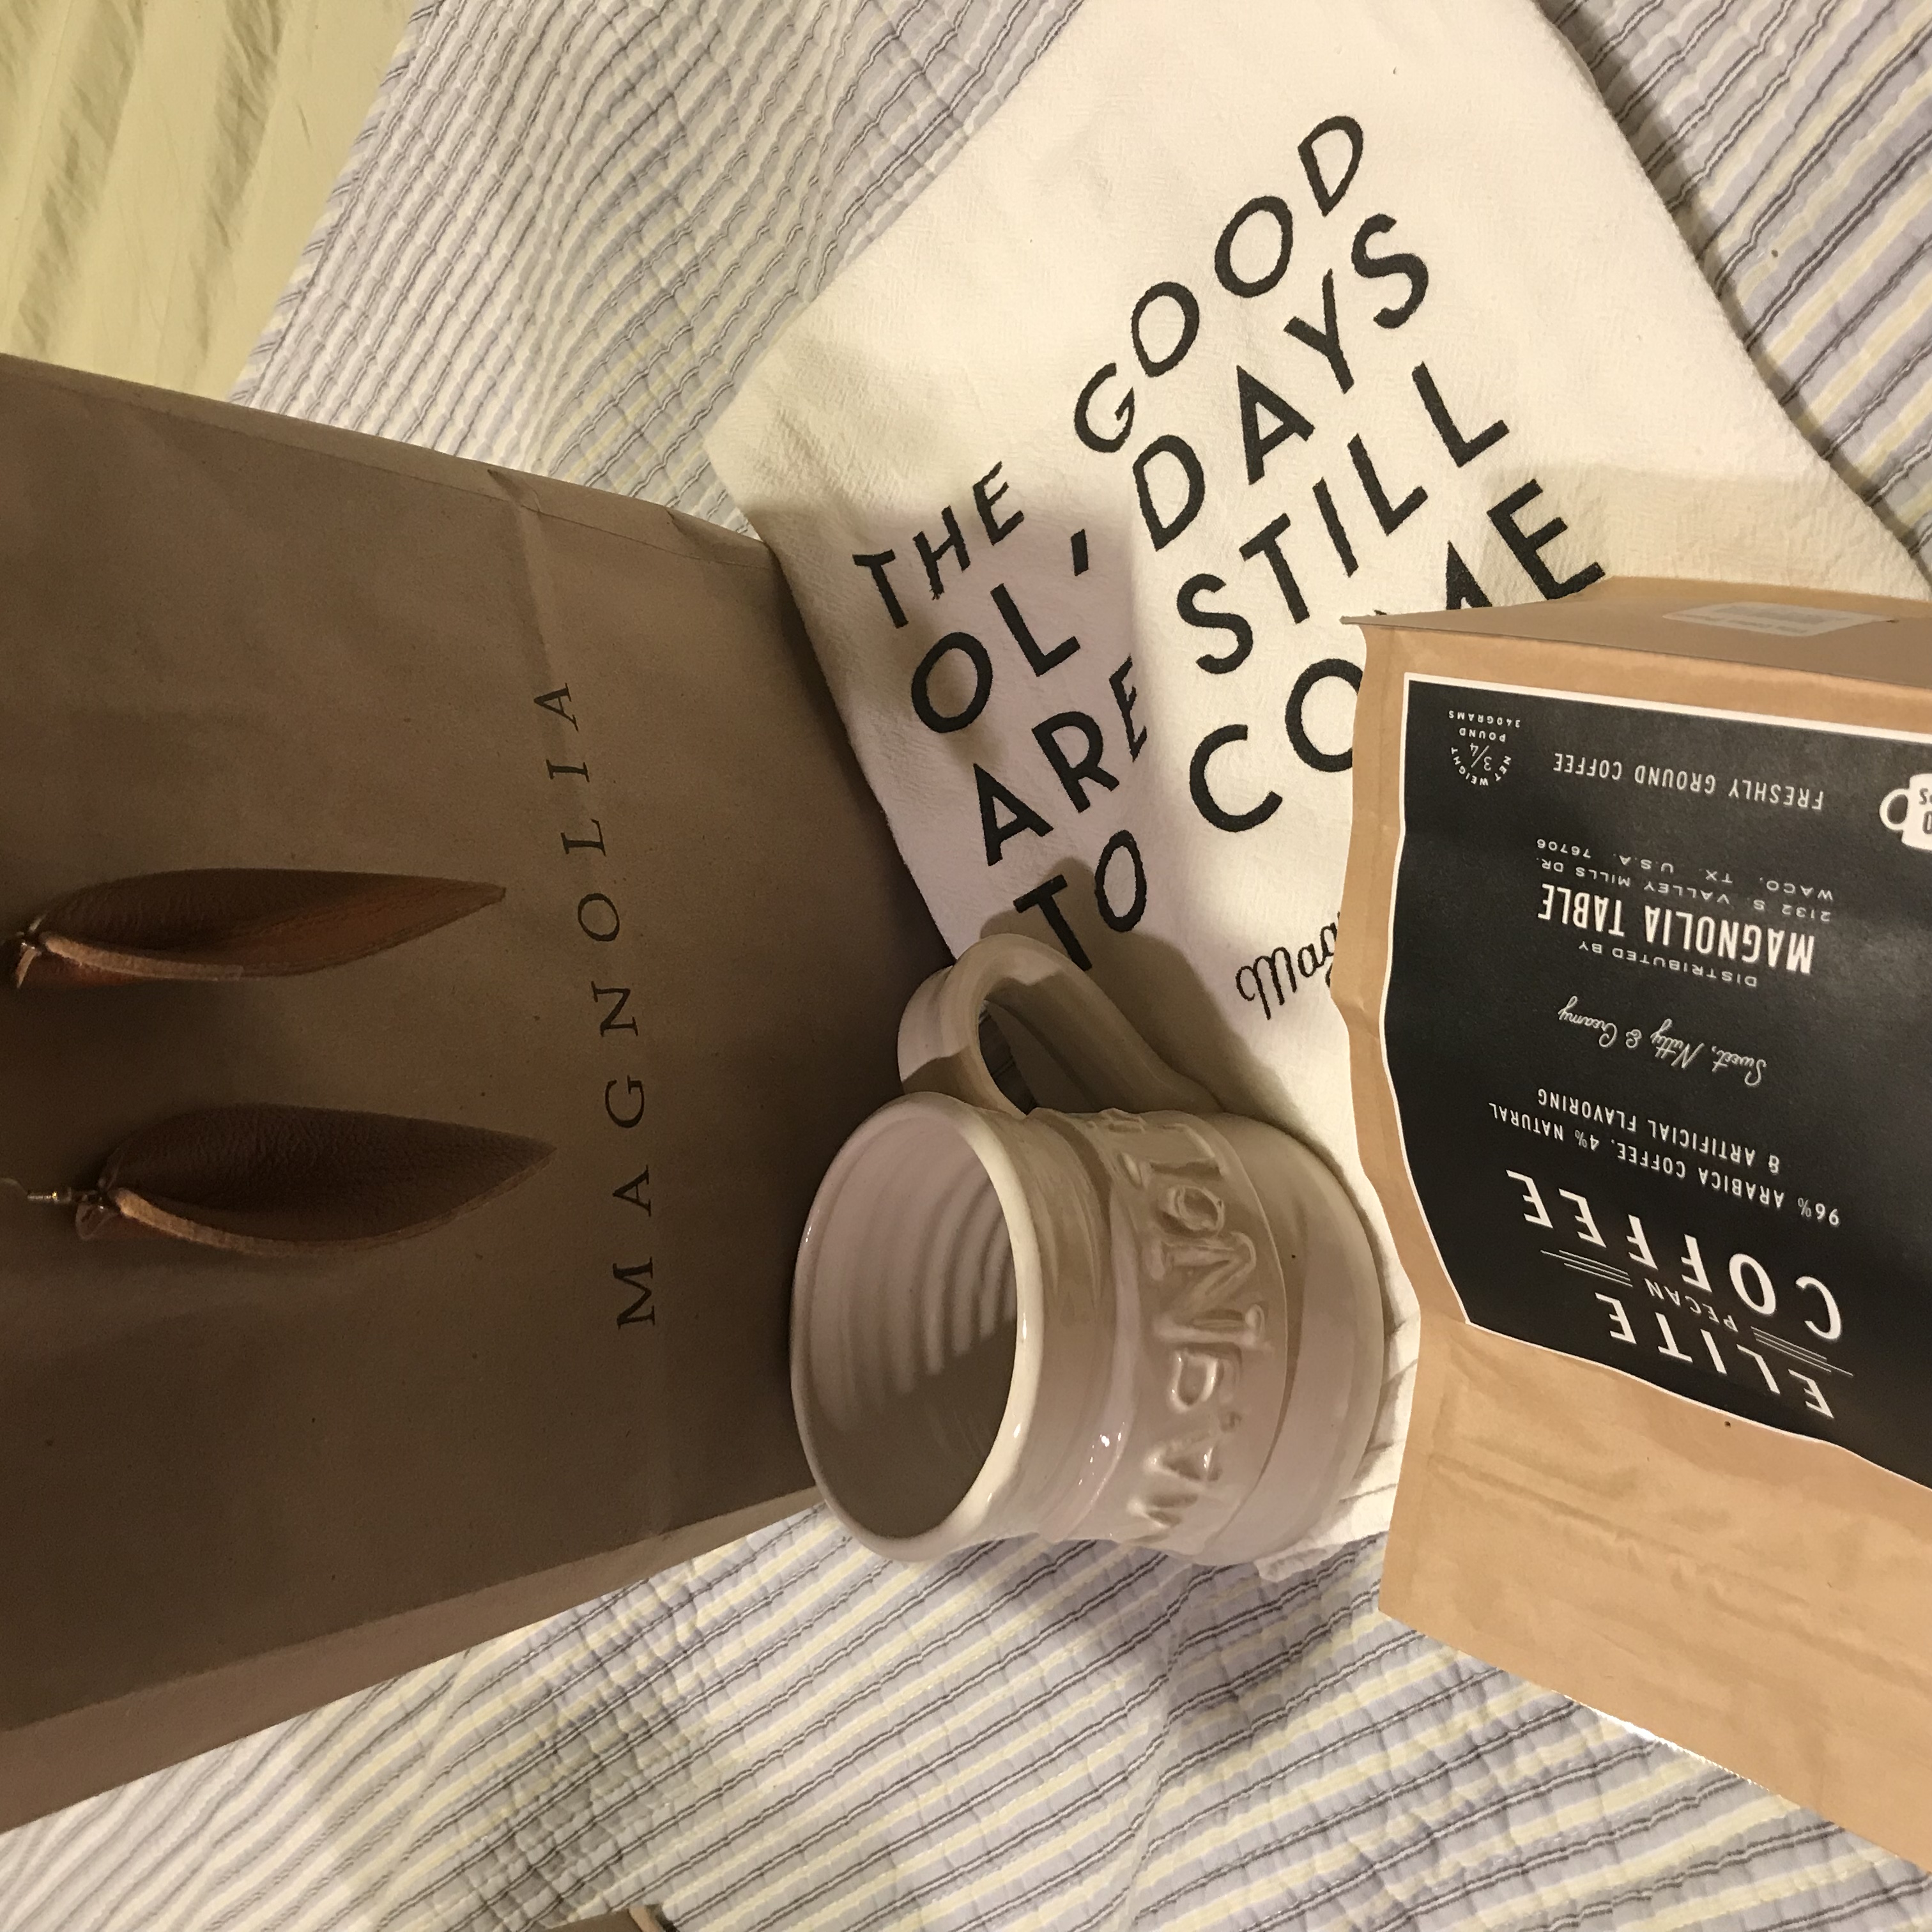 MAGNOLIA
THE GOOD
OL' DAYS
ARE STILL
TO COME
ELITE
PECAN
COFFEE
96% ARABICA COFFEE, 4% NATURAL
& ARTIFICIAL FLAVORING
Sweet, Nutty & Creamy
DISTRIBUTED BY
MAGNOLIA TABLE
2132 S. VALLEY MILLS DR.
WACO, TX. U.S.A. 76706
FRESHLY GROUND COFFEE
NET WEIGHT
3/4
POUND
340GRAMS